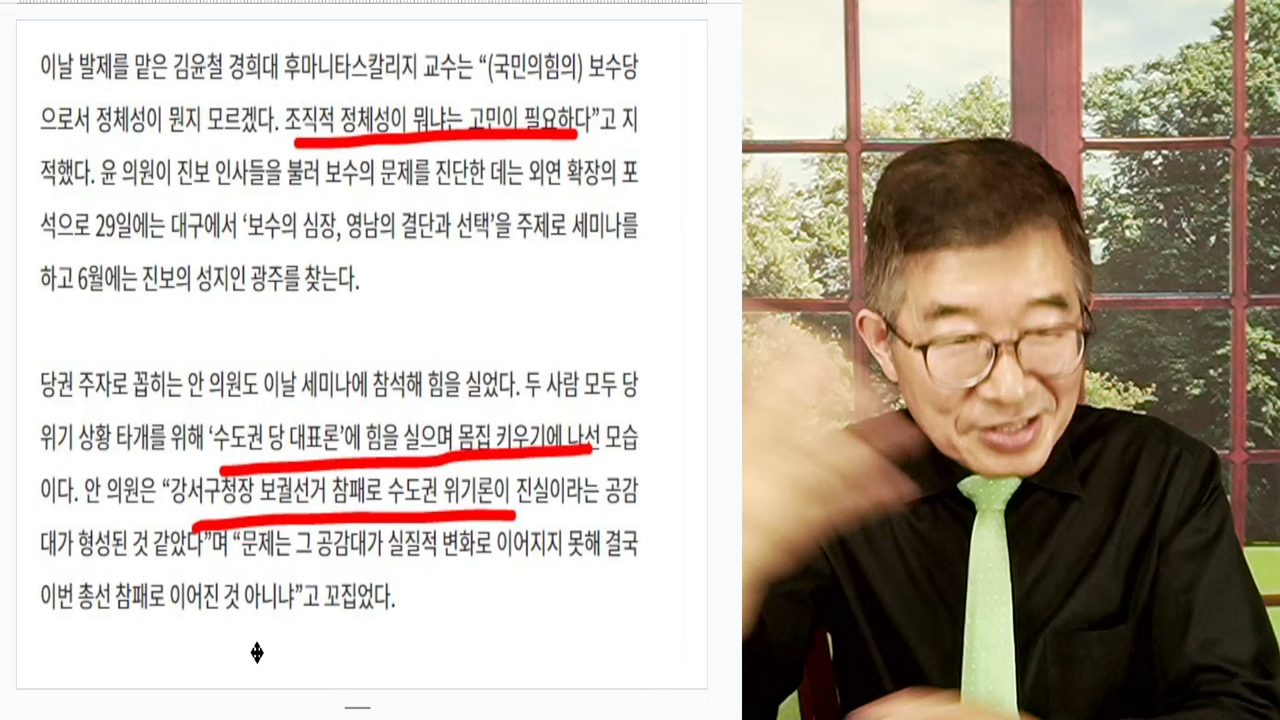 이날 발제를 맡은 김윤철 경희대 후마니타스칼리지 교수는 “(국민의힘의) 보수당
으로서 정체성이 뭔지 모르겠다. 조직적 정체성이 뭐냐는 고민이 필요하다”고 지
적했다. 윤 의원이 진보 인사들을 불러 보수의 문제를 진단한 데는 외연 확장의 포
석으로 29일에는 대구에서 ‘보수의 심장, 영남의 결단과 선택’을 주제로 세미나를
하고 6월에는 진보의 성지인 광주를 찾는다.
당권 주자로 꼽히는 안 의원도 이날 세미나에 참석해 힘을 실었다. 두 사람 모두 당
위기 상황 타개를 위해 ‘수도권 당 대표론’에 힘을 실으며 몸집 키우기에 나선 모습
이다. 안 의원은 “강서구청장 보궐선거 참패로 수도권 위기론이 진실이라는 공감
대가 형성된 것 같았다”며 “문제는 그 공감대가 실질적 변화로 이어지지 못해 결국
이번 총선 참패로 이어진 것 아니냐”고 꼬집었다.